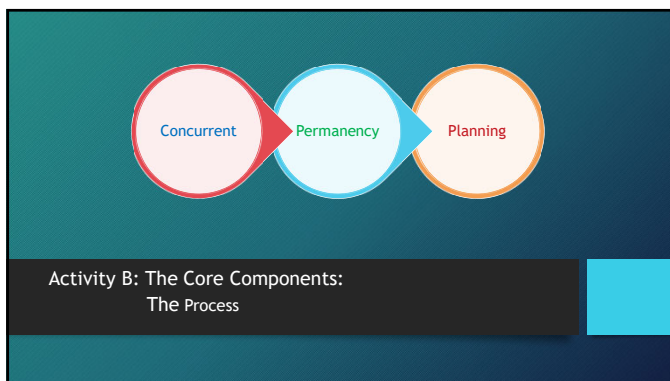 Concurrent Permanency Planning
Activity B: The Core Components:
The Process